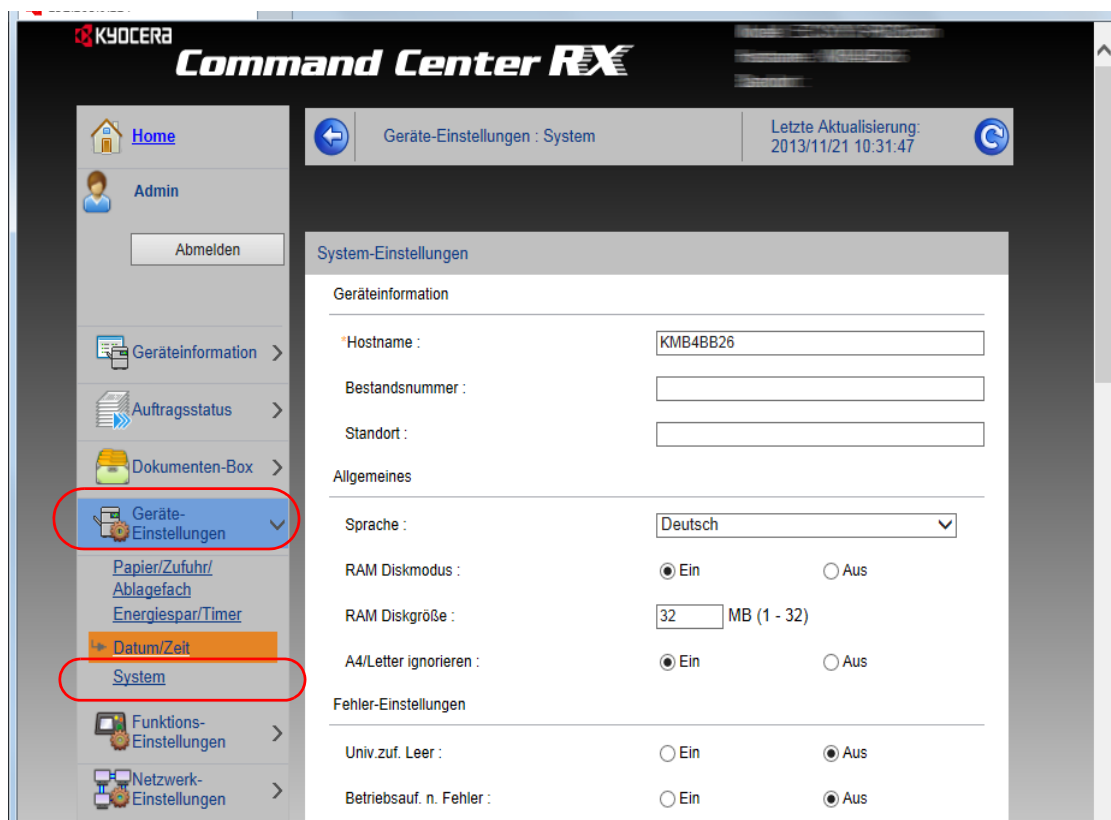 KYOCERA
Command Center RX
Home
Admin
Abmelden
Geräteinformation
Auftragsstatus
Dokumenten-Box
Geräte-
Einstellungen
Papier/Zufuhr/
Ablagefach
Energiespar/Timer
Datum/Zeit
System
Funktions-
Einstellungen
Netzwerk-
Einstellungen
Geräte-Einstellungen : System
Letzte Aktualisierung:
2013/11/21 10:31:47
System-Einstellungen
Geräteinformation
*Hostname : KMB4BB26
Bestandsnummer :
Standort :
Allgemeines
Sprache : Deutsch
RAM Diskmodus : Ein Aus
RAM Diskgröße : 32 MB (1 - 32)
A4/Letter ignorieren : Ein Aus
Fehler-Einstellungen
Univ.zuf. Leer : Ein Aus
Betriebsauf. n. Fehler : Ein Aus